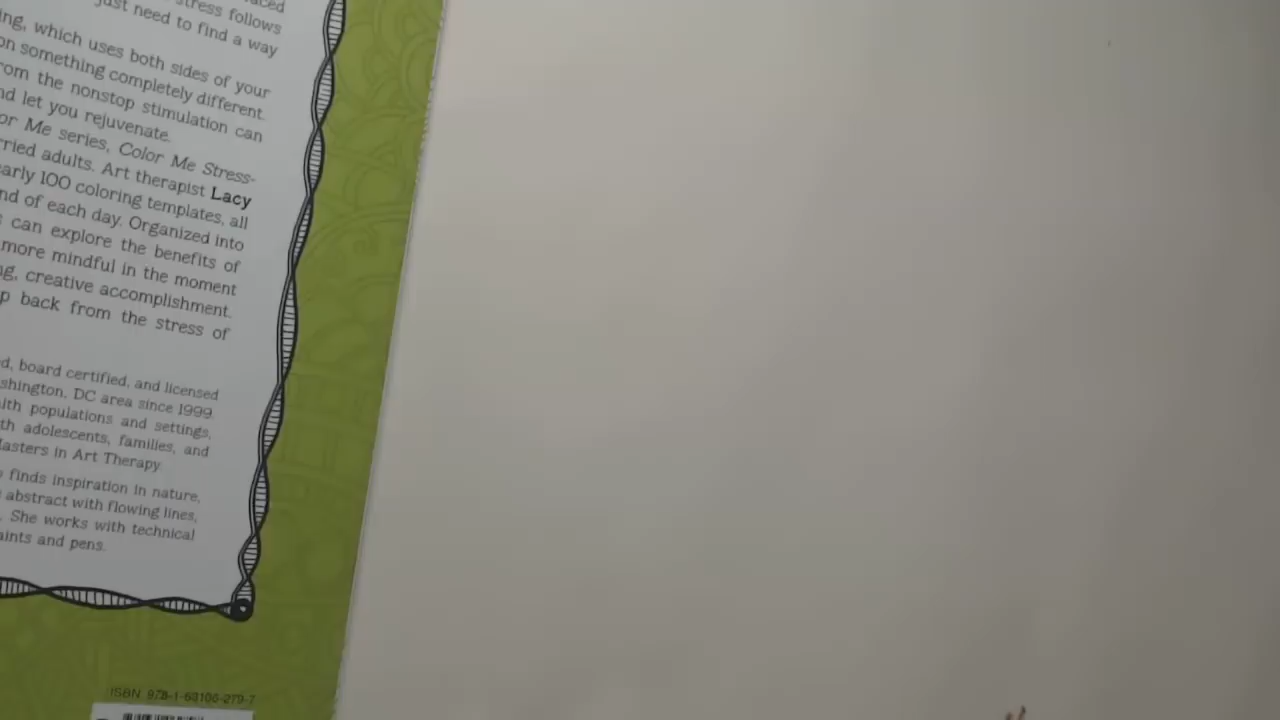 stress follows
just need to find a way
ing, which uses both sides of your
on something completely different.
rom the nonstop stimulation can
nd let you rejuvenate.
or Me series, Color Me Stress-
rried adults. Art therapist Lacy
early 100 coloring templates, all
nd of each day. Organized into
can explore the benefits of
more mindful in the moment
ng, creative accomplishment.
p back from the stress of
ed, board certified, and licensed
shington, DC area since 1999.
ith populations and settings,
th adolescents, families, and
Masters in Art Therapy.
finds inspiration in nature,
abstract with flowing lines,
. She works with technical
aints and pens.
ISBN 978-1-63106-279-7